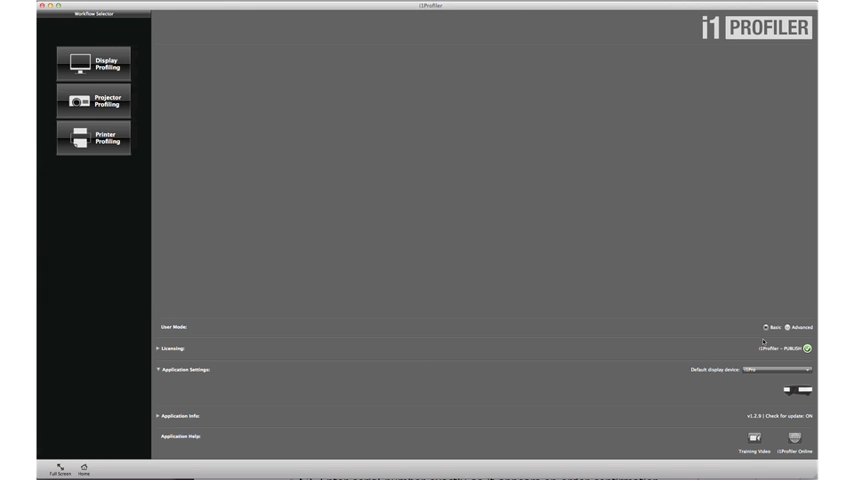 i1Profiler
Workflow Selector
i1 PROFILER
Display
Profiling
Projector
Profiling
Printer
Profiling
User Mode:
Basic Advanced
Licensing:
i1Profiler - PUBLISH
Application Settings:
Default display device: i1Pro
Application Info:
v1.2.9 | Check for update: ON
Application Help:
Training Video i1Profiler Online
Full Screen Home